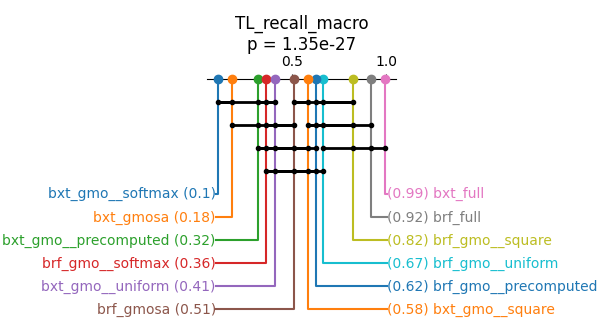 TL_recall_macro
p = 1.35e-27
0.5 1.0
bxt_gmo__softmax (0.1) (0.99) bxt_full
bxt_gmosa (0.18) (0.92) brf_full
bxt_gmo__precomputed (0.32) (0.82) brf_gmo__square
brf_gmo__softmax (0.36) (0.67) brf_gmo__uniform
bxt_gmo__uniform (0.41) (0.62) brf_gmo__precomputed
brf_gmosa (0.51) (0.58) bxt_gmo__square